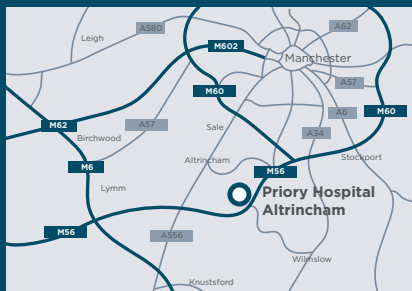 A580
A62
Leigh
M602
Manchester
A57
M60
A6
M60
M62
A57
Sale
A34
Birchwood
Altrincham
Stockport
M6
M56
Lymm
Priory Hospital
Altrincham
M56
A556
Wilmslow
Knutsford